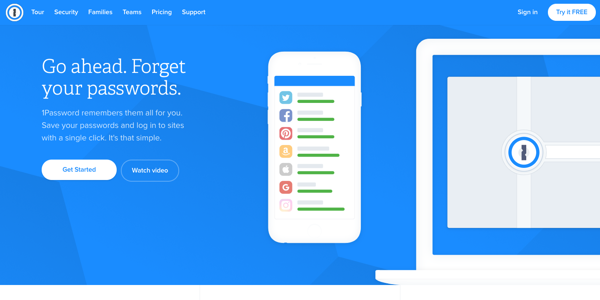 Tour Security Families Teams Pricing Support Sign in Try it FREE
Go ahead. Forget
your passwords.
1Password remembers them all for you.
Save your passwords and log in to sites
with a single click. It's that simple.
Get Started Watch video